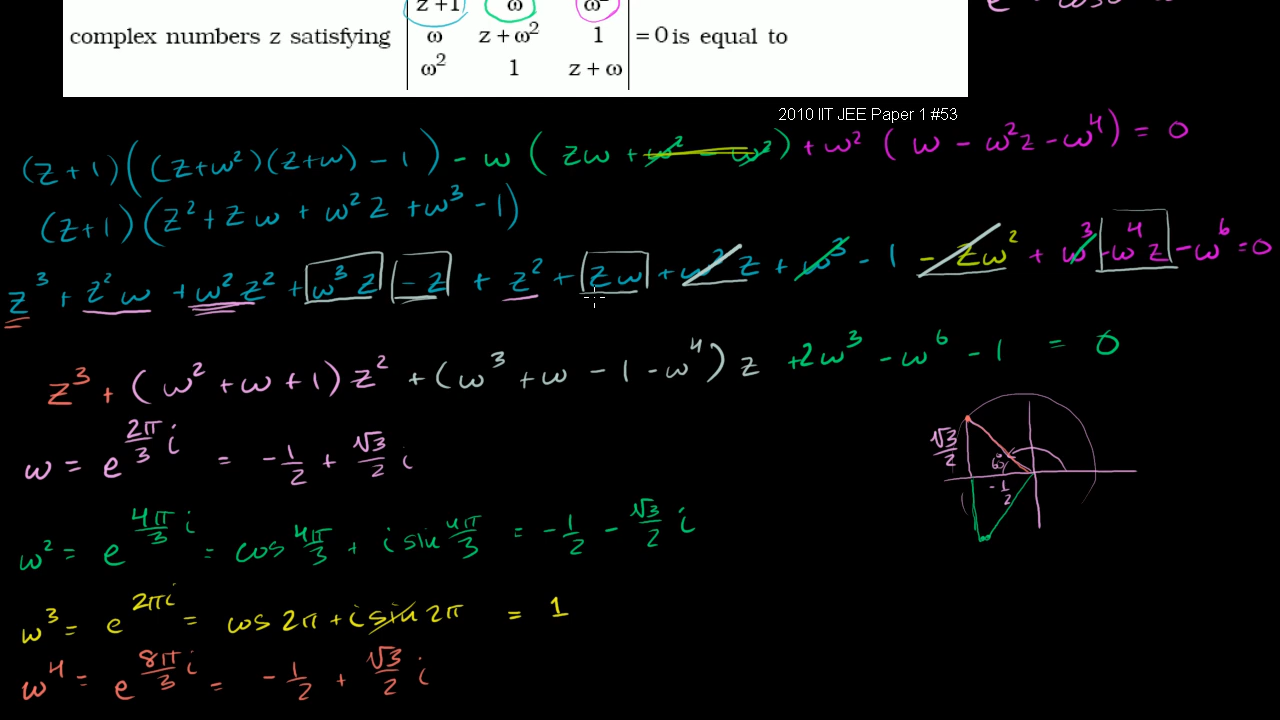 z+1 ω ω
complex numbers z satisfying | ω z + ω² 1 | = 0 is equal to
ω² 1 z + ω
2010 IIT JEE Paper 1 #53
(z+1)((z+ω²)(z+ω) − 1) − ω(zω + ω² − ω²) + ω²(ω − ω²z − ω⁴) = 0
(z+1)(z² + zω + ω²z + ω³ − 1)
z³ + z²ω + ω²z² + ω³z − z + z² + zω + ω²z + ω³ − 1 − zω² + ω³ − ω⁴z − ω⁶ = 0
z³ + (ω² + ω + 1)z² + (ω³ + ω − 1 − ω⁴)z + 2ω³ − ω⁶ − 1 = 0
ω = e^(2π/3 i) = −1/2 + √3/2 i
√3/2 60° −1/2
ω² = e^(4π/3 i) = cos 4π/3 + i sin 4π/3 = −1/2 − √3/2 i
ω³ = e^(2πi) = cos 2π + i sin 2π = 1
ω⁴ = e^(8π/3 i) = −1/2 + √3/2 i